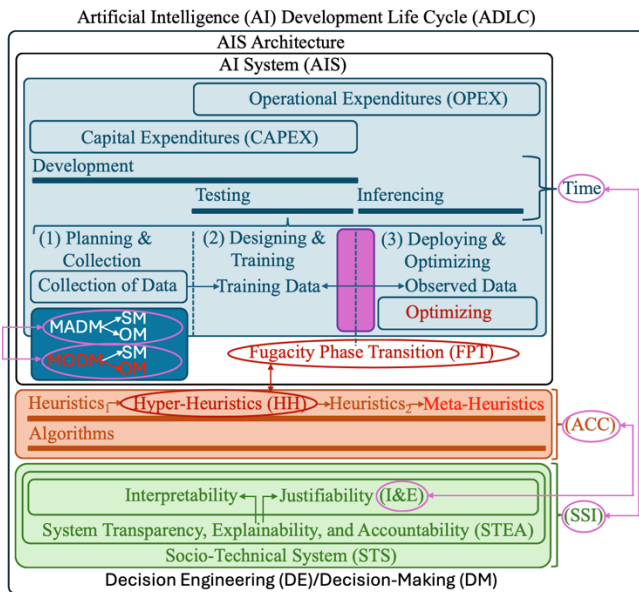 Artificial Intelligence (AI) Development Life Cycle (ADLC)
AIS Architecture
AI System (AIS)
Operational Expenditures (OPEX)
Capital Expenditures (CAPEX)
Development
Testing
Inferencing
Time
(1) Planning &
Collection
(2) Designing &
Training
(3) Deploying &
Optimizing
Collection of Data
Training Data
Observed Data
Optimizing
MADM
SM
OM
MODM
SM
OM
Fugacity Phase Transition (FPT)
Heuristics1
Hyper-Heuristics (HH)
Heuristics2
Meta-Heuristics
Algorithms
(ACC)
Interpretability
Justifiability (I&E)
System Transparency, Explainability, and Accountability (STEA)
Socio-Technical System (STS)
(SSI)
Decision Engineering (DE)/Decision-Making (DM)